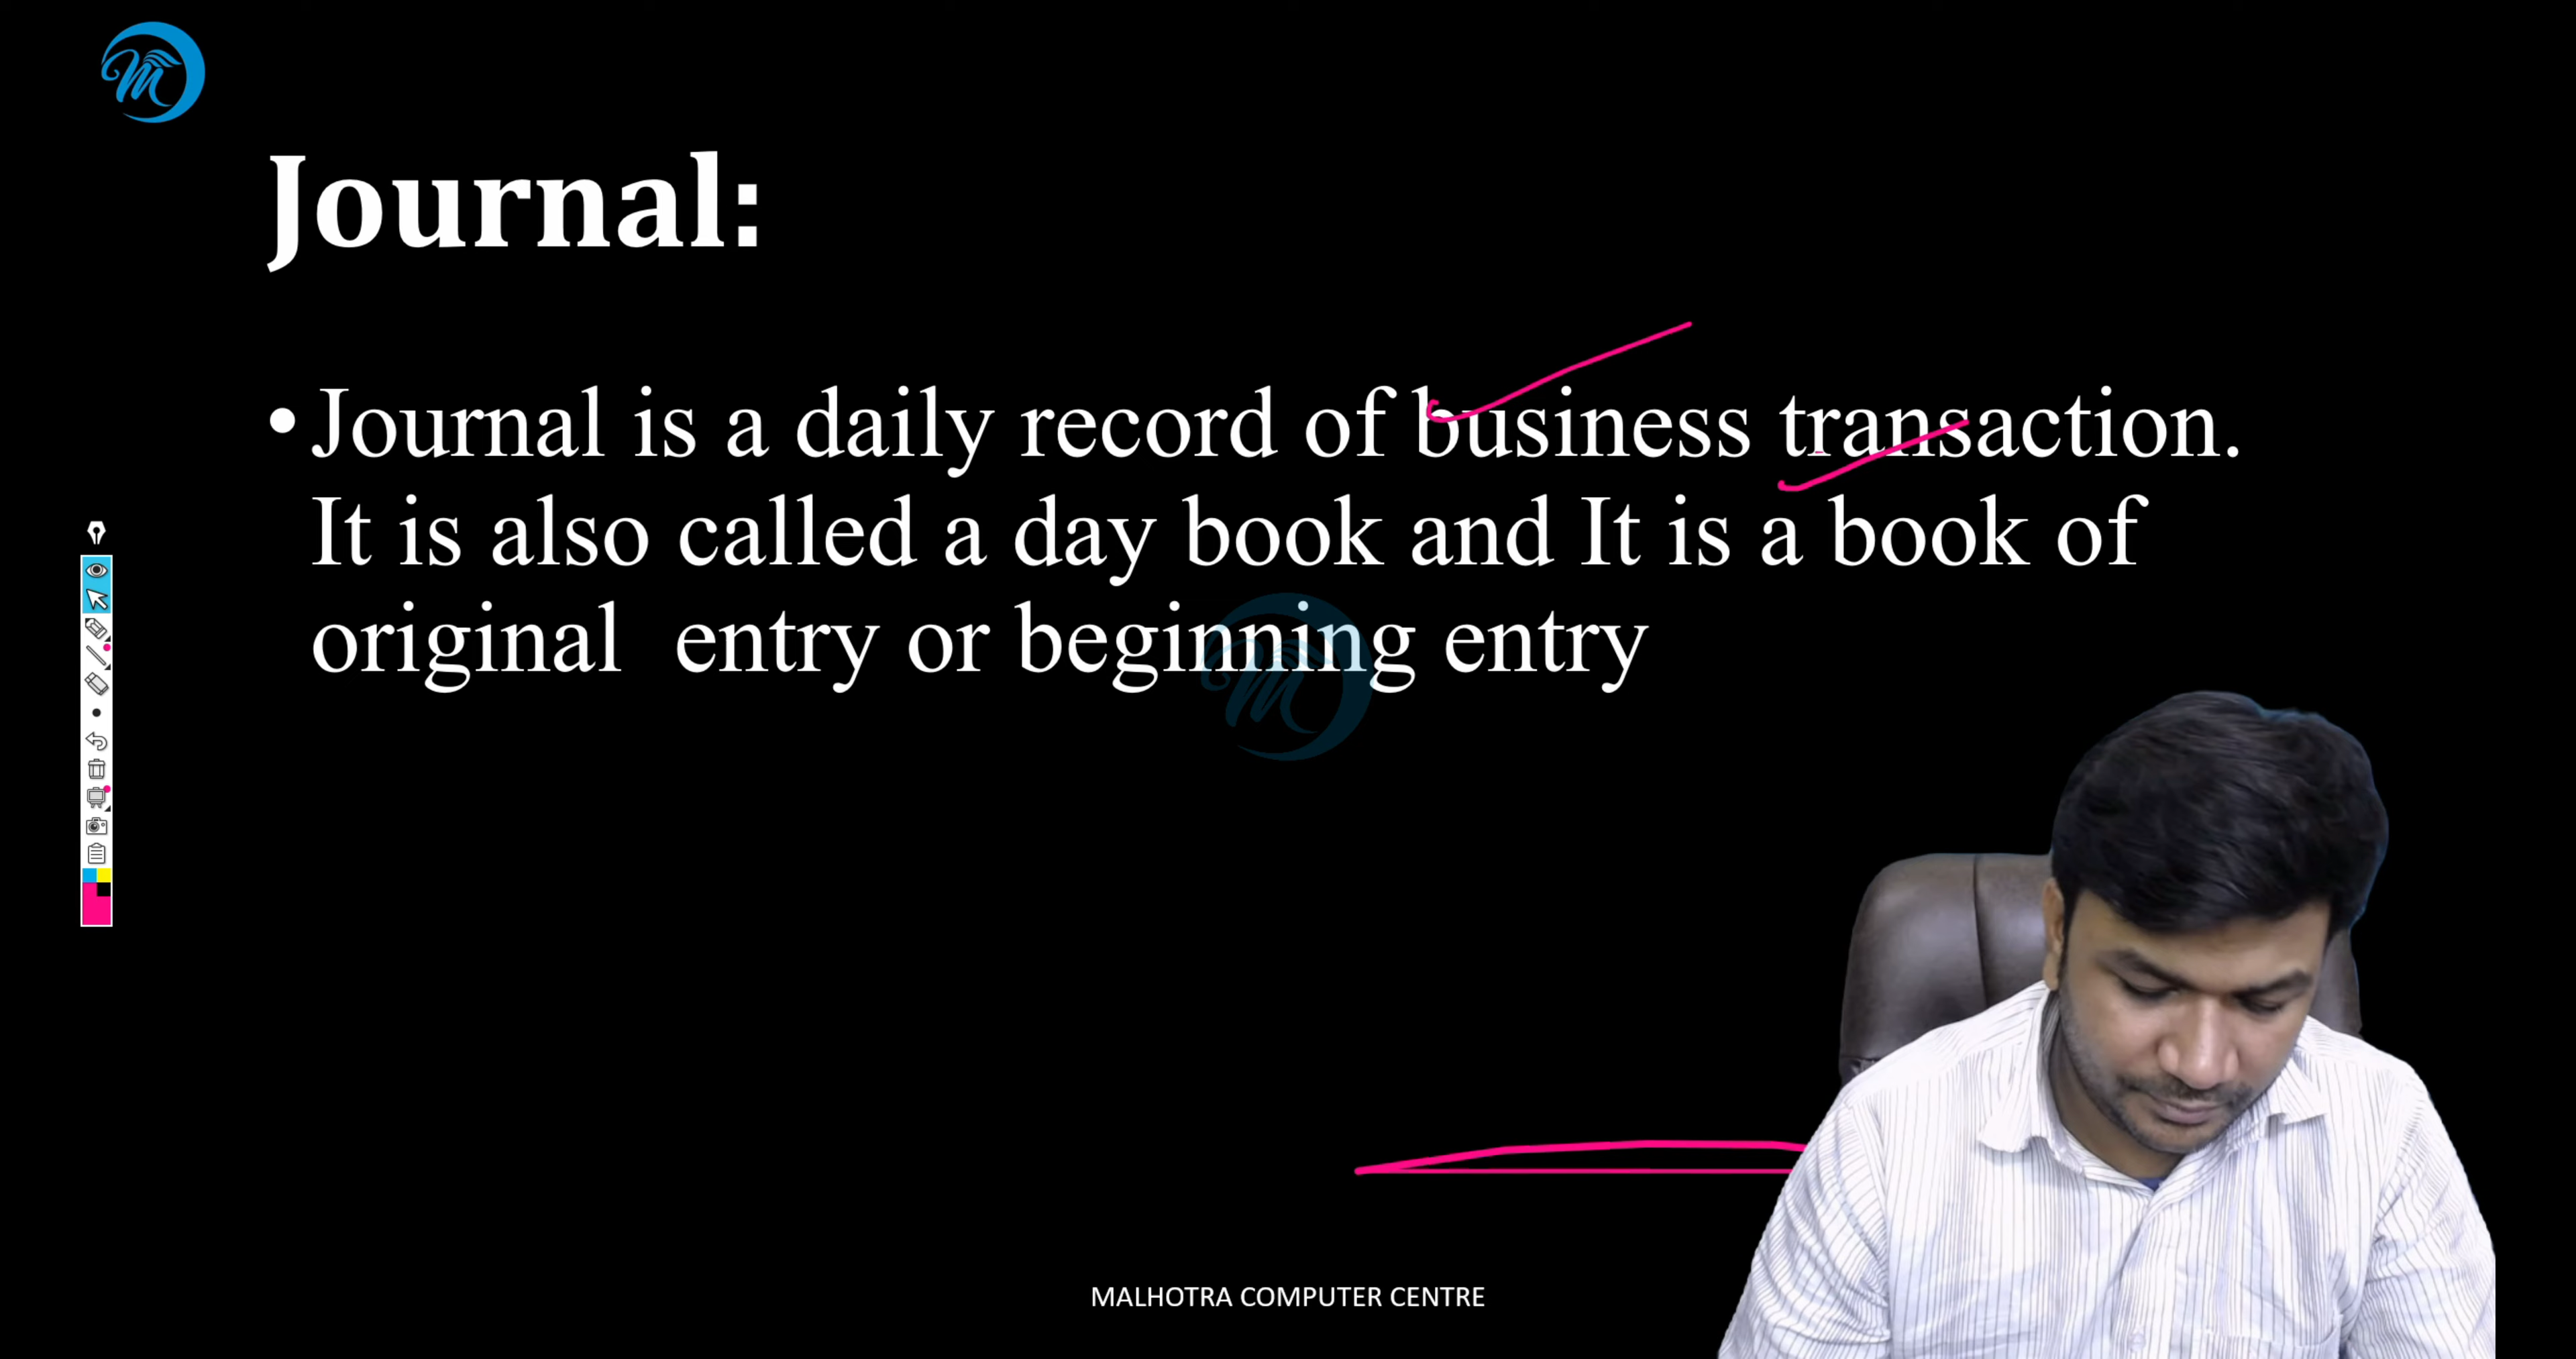 Journal:
• Journal is a daily record of business transaction.
It is also called a day book and It is a book of
original  entry or beginning entry
MALHOTRA COMPUTER CENTRE